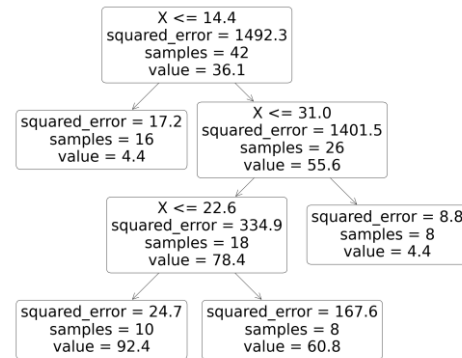 X <= 14.4
squared_error = 1492.3
samples = 42
value = 36.1
squared_error = 17.2
samples = 16
value = 4.4
X <= 31.0
squared_error = 1401.5
samples = 26
value = 55.6
X <= 22.6
squared_error = 334.9
samples = 18
value = 78.4
squared_error = 8.8
samples = 8
value = 4.4
squared_error = 24.7
samples = 10
value = 92.4
squared_error = 167.6
samples = 8
value = 60.8